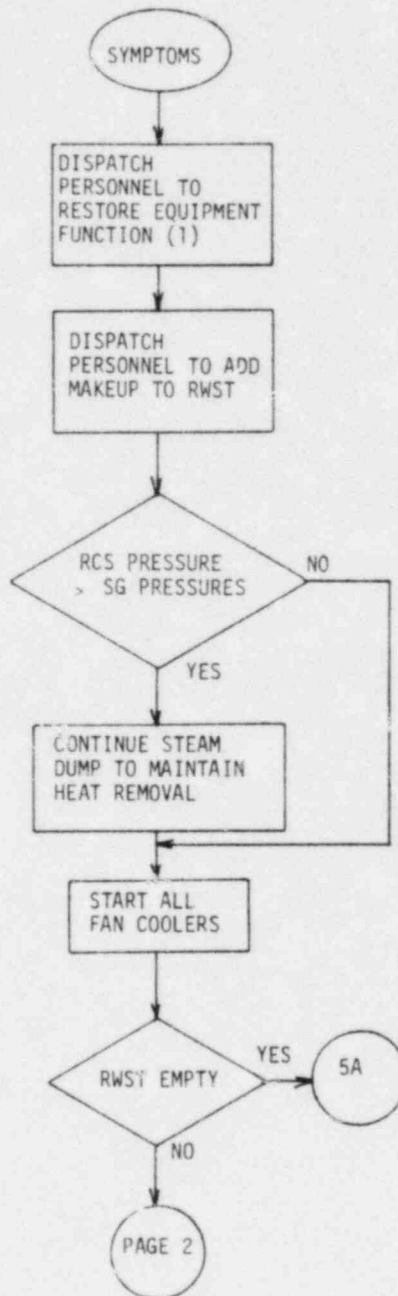 SYMPTOMS
DISPATCH
PERSONNEL TO
RESTORE EQUIPMENT
FUNCTION (1)
DISPATCH
PERSONNEL TO ADD
MAKEUP TO RWST
RCS PRESSURE
> SG PRESSURES
NO
YES
CONTINUE STEAM
DUMP TO MAINTAIN
HEAT REMOVAL
START ALL
FAN COOLERS
RWST EMPTY
YES
5A
NO
PAGE 2